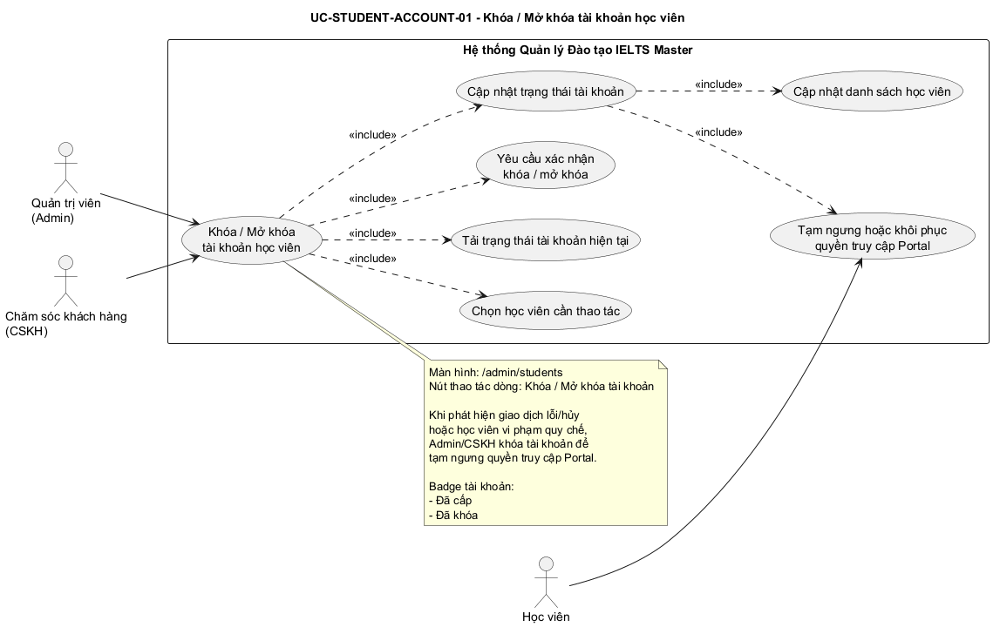 UC-STUDENT-ACCOUNT-01 - Khóa / Mở khóa tài khoản học viên
Hệ thống Quản lý Đào tạo IELTS Master
Cập nhật trạng thái tài khoản
«include»
Cập nhật danh sách học viên
«include»
«include»
Yêu cầu xác nhận
khóa / mở khóa
«include»
Quản trị viên
(Admin)
Khóa / Mở khóa
tài khoản học viên
«include»
Tải trạng thái tài khoản hiện tại
Tạm ngưng hoặc khôi phục
quyền truy cập Portal
«include»
Chọn học viên cần thao tác
Chăm sóc khách hàng
(CSKH)
Màn hình: /admin/students
Nút thao tác dòng: Khóa / Mở khóa tài khoản
Khi phát hiện giao dịch lỗi/hủy
hoặc học viên vi phạm quy chế,
Admin/CSKH khóa tài khoản để
tạm ngưng quyền truy cập Portal.
Badge tài khoản:
- Đã cấp
- Đã khóa
Học viên